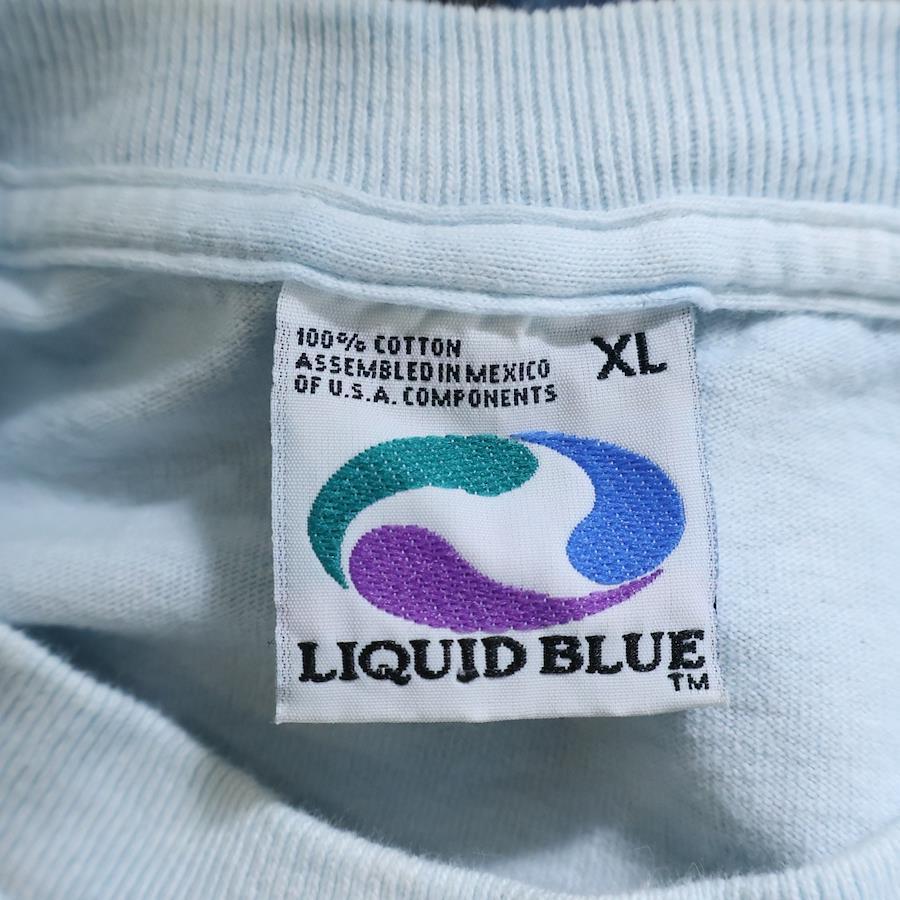 100% COTTON
ASSEMBLED IN MEXICO
OF U.S.A. COMPONENTS
XL
LIQUID BLUE
TM